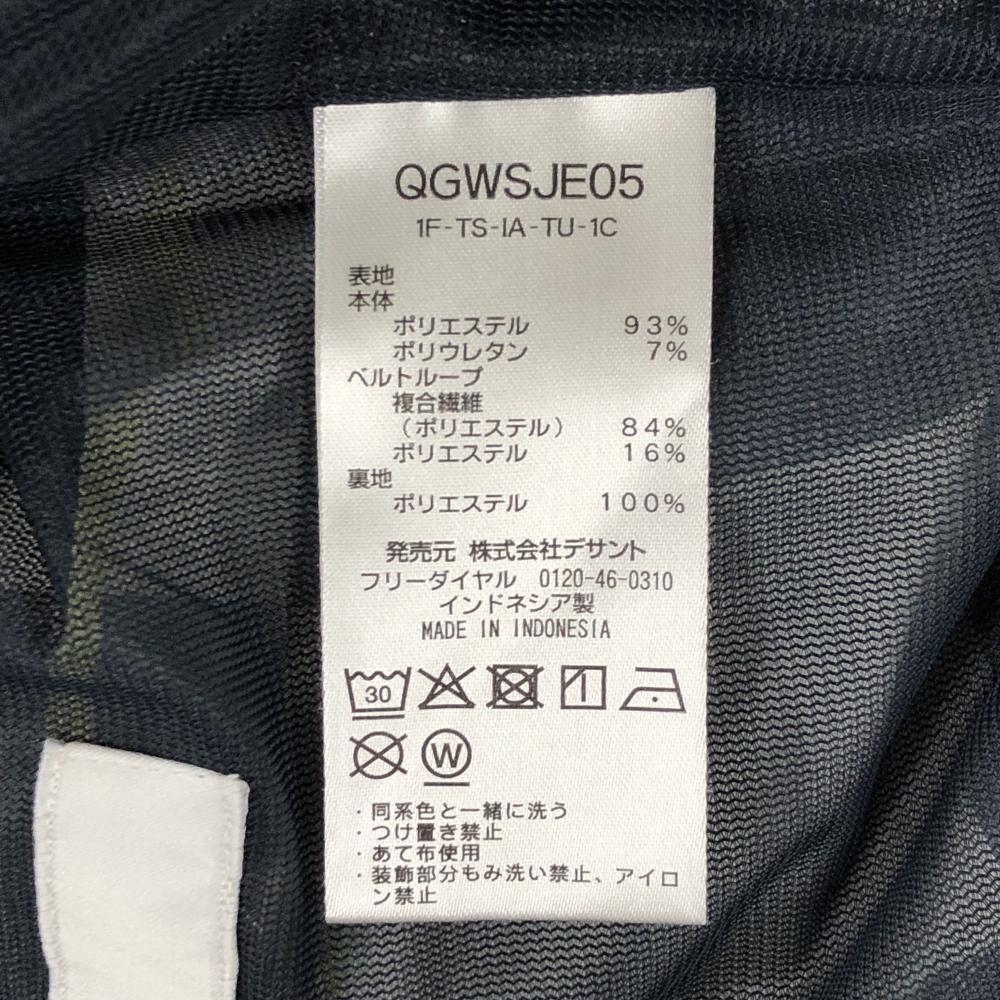 QGWSJE05
1F-TS-IA-TU-1C
表地
本体
ポリエステル 93%
ポリウレタン 7%
ベルトループ
複合繊維
(ポリエステル) 84%
ポリエステル 16%
裏地
ポリエステル 100%
発売元 株式会社デサント
フリーダイヤル 0120-46-0310
インドネシア製
MADE IN INDONESIA
30
W
・同系色と一緒に洗う
・つけ置き禁止
・あて布使用
・装飾部分もみ洗い禁止、アイロ
ン禁止